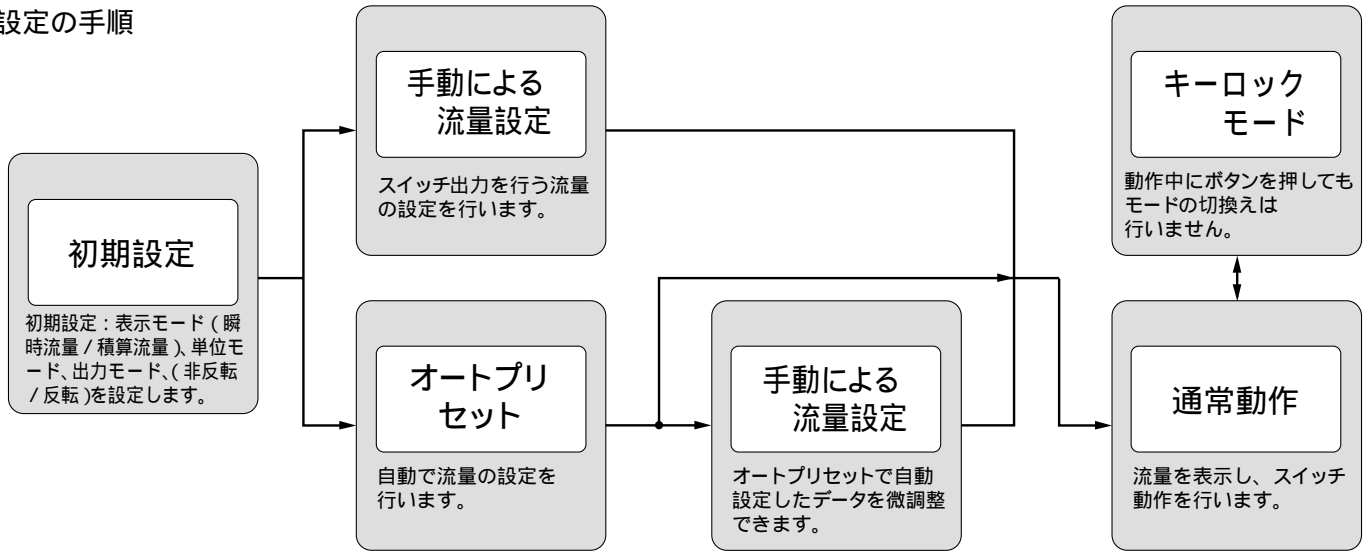 設定の手順
手動による
流量設定
スイッチ出力を行う流量
の設定を行います。
キーロック
モード
動作中にボタンを押しても
モードの切換えは
行いません。
初期設定
初期設定：表示モード ( 瞬
時流量 / 積算流量 )、単位モ
ード、出力モード、( 非反転
/ 反転 )を設定します。
オートプリ
セット
自動で流量の設定を
行います。
手動による
流量設定
オートプリセットで自動
設定したデータを微調整
できます。
通常動作
流量を表示し、スイッチ
動作を行います。